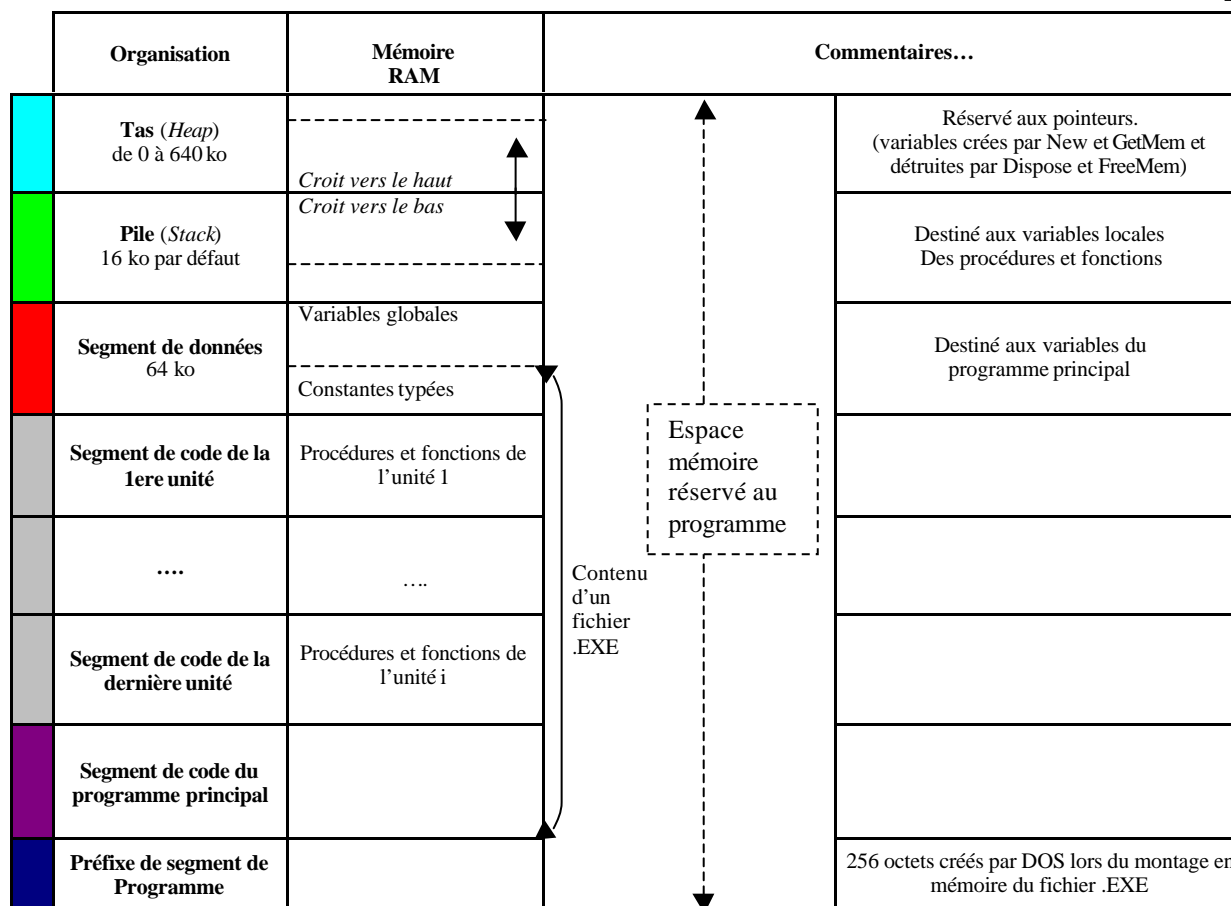 Organisation
Mémoire
RAM
Commentaires…
Tas (Heap)
de 0 à 640 ko
Croit vers le haut
Réservé aux pointeurs.
(variables crées par New et GetMem et
détruites par Dispose et FreeMem)
Pile (Stack)
16 ko par défaut
Croit vers le bas
Destiné aux variables locales
Des procédures et fonctions
Segment de données
64 ko
Variables globales
Constantes typées
Destiné aux variables du
programme principal
Espace
mémoire
réservé au
programme
Segment de code de la
1ere unité
Procédures et fonctions de
l’unité 1
….
….
Contenu
d’un
fichier
.EXE
Segment de code de la
dernière unité
Procédures et fonctions de
l’unité i
Segment de code du
programme principal
Préfixe de segment de
Programme
256 octets créés par DOS lors du montage en
mémoire du fichier .EXE